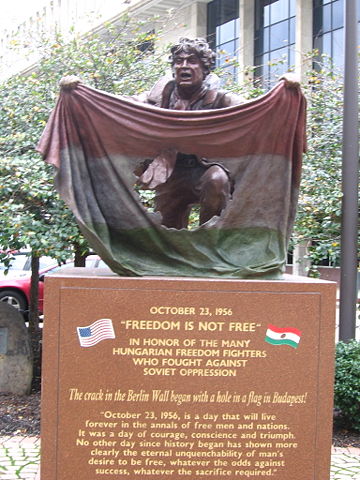 OCTOBER 23, 1956
"FREEDOM IS NOT FREE"
IN HONOR OF THE MANY
HUNGARIAN FREEDOM FIGHTERS
WHO FOUGHT AGAINST
SOVIET OPPRESSION
The crack in the Berlin Wall began with a hole in a flag in Budapest!
"October 23, 1956, is a day that will live
forever in the annals of free men and nations.
It was a day of courage, conscience and triumph.
No other day since history began has shown more
clearly the eternal unquenchability of man's
desire to be free, whatever the odds against
success, whatever the sacrifice required."